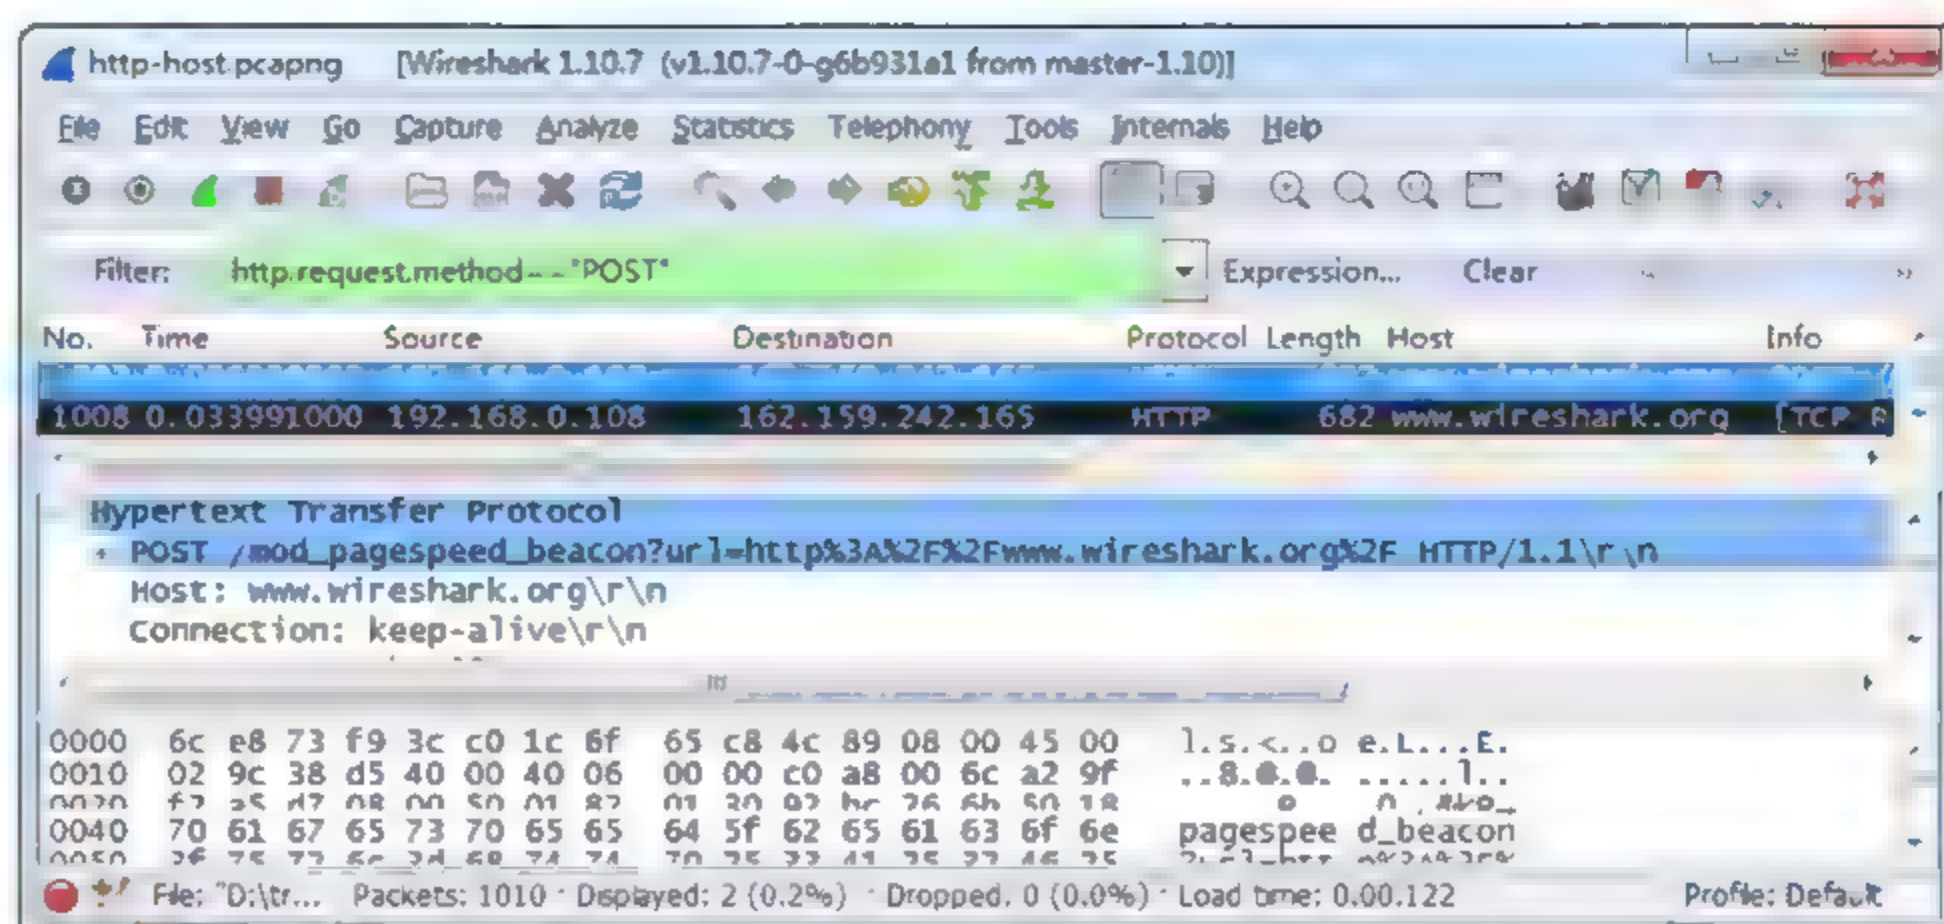 http-host.pcapng [Wireshark 1.10.7 (v1.10.7-0-g6b931a1 from master-1.10)]
File Edit View Go Capture Analyze Statistics Telephony Tools Internals Help
Filter: http.request.method=="POST" Expression... Clear
No. Time Source Destination Protocol Length Host Info
1008 0.033991000 192.168.0.108 162.159.242.165 HTTP 682 www.wireshark.org [TCP R
Hypertext Transfer Protocol
POST /mod_pagespeed_beacon?url=http%3A%2F%2Fwww.wireshark.org%2F HTTP/1.1\r\n
Host: www.wireshark.org\r\n
Connection: keep-alive\r\n
0000 6c e8 73 f9 3c c0 1c 6f 65 c8 4c 89 08 00 45 00 l.s.<..o e.L...E.
0010 02 9c 38 d5 40 00 40 06 00 00 c0 a8 00 6c a2 9f ..8.@.@. .....l..
0040 70 61 67 65 73 70 65 65 64 5f 62 65 61 63 6f 6e pagespee d_beacon
File: "D:\tr... Packets: 1010 · Displayed: 2 (0.2%) · Dropped: 0 (0.0%) · Load time: 0:00.122 Profile: Default